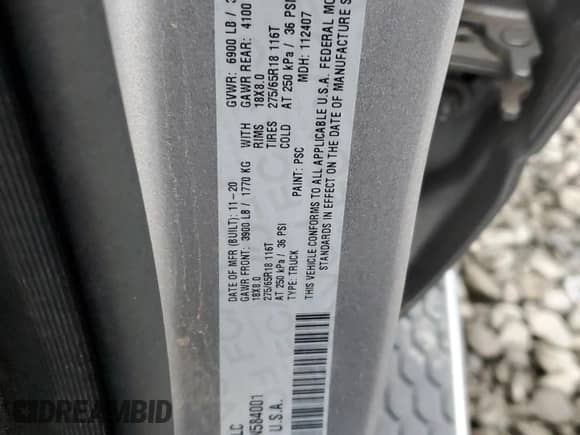 DATE OF MFR (BUILT): 11-20 GVWR: 6900 LB /
GAWR FRONT: 3900 LB / 1770 KG WITH GAWR REAR: 4100
18X8.0 RIMS 18X8.0
275/65R18 116T TIRES 275/65R18 116T
AT 250 kPa / 36 PSI COLD AT 250 kPa / 36 PSI
TYPE: TRUCK PAINT: PSC MDH: 112407
THIS VEHICLE CONFORMS TO ALL APPLICABLE U.S.A. FEDERAL
STANDARDS IN EFFECT ON THE DATE OF MANUFACTURE
LC
N584001
U.S.A.
DREAMBID